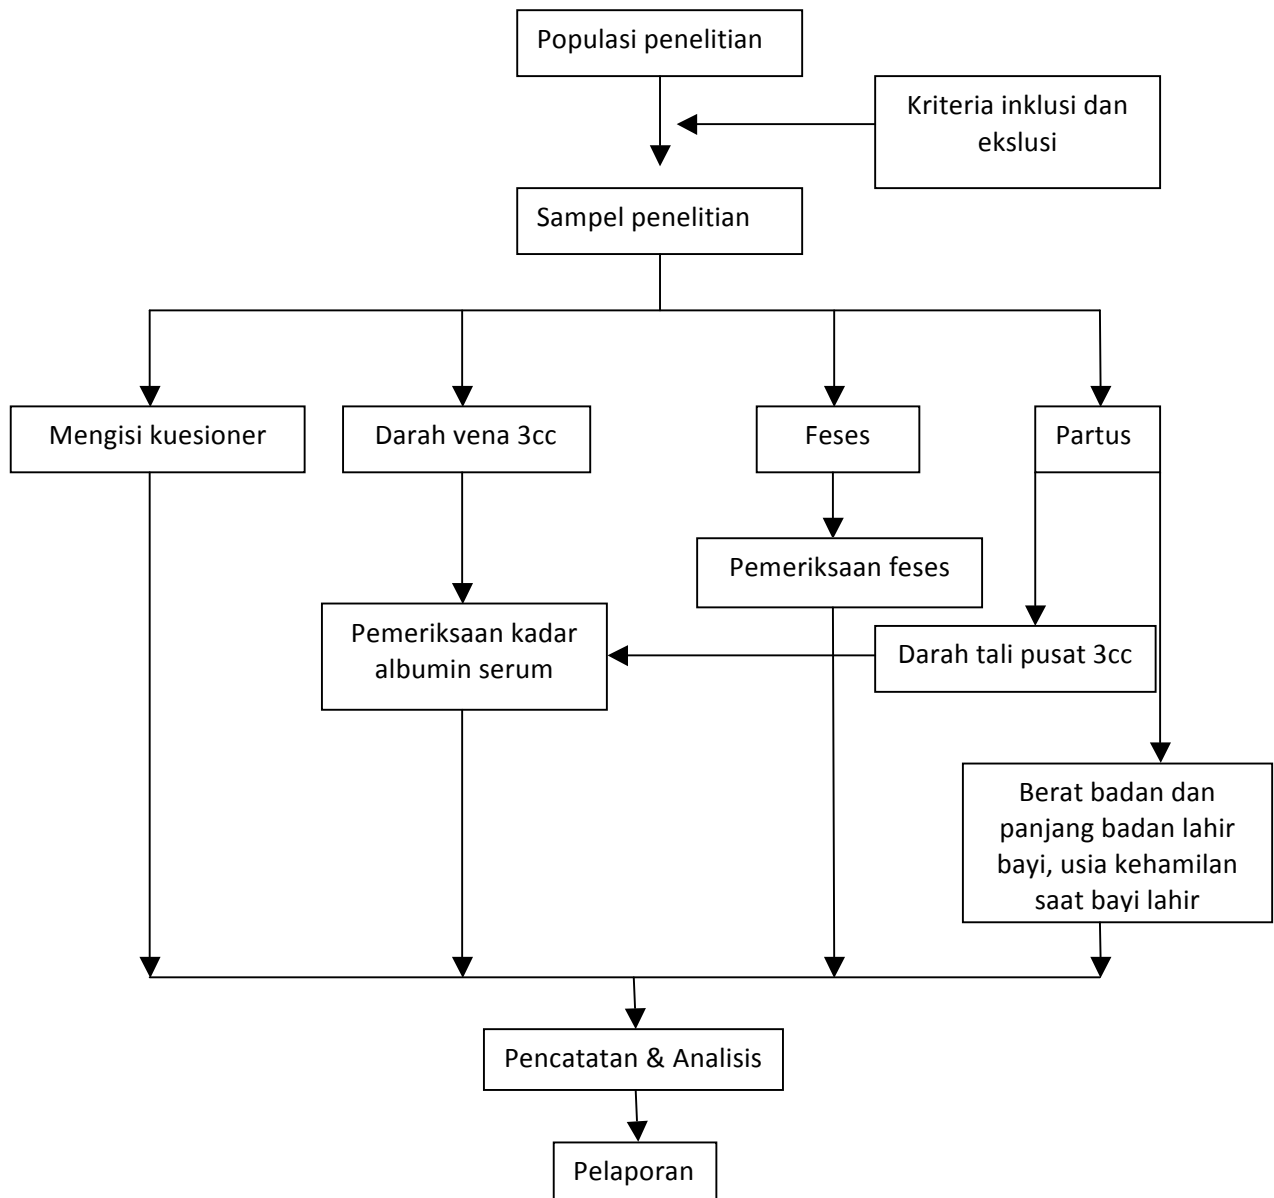 Populasi penelitian
Kriteria inklusi dan
ekslusi
Sampel penelitian
Mengisi kuesioner
Darah vena 3cc
Feses
Partus
Pemeriksaan feses
Pemeriksaan kadar
albumin serum
Darah tali pusat 3cc
Berat badan dan
panjang badan lahir
bayi, usia kehamilan
saat bayi lahir
Pencatatan & Analisis
Pelaporan